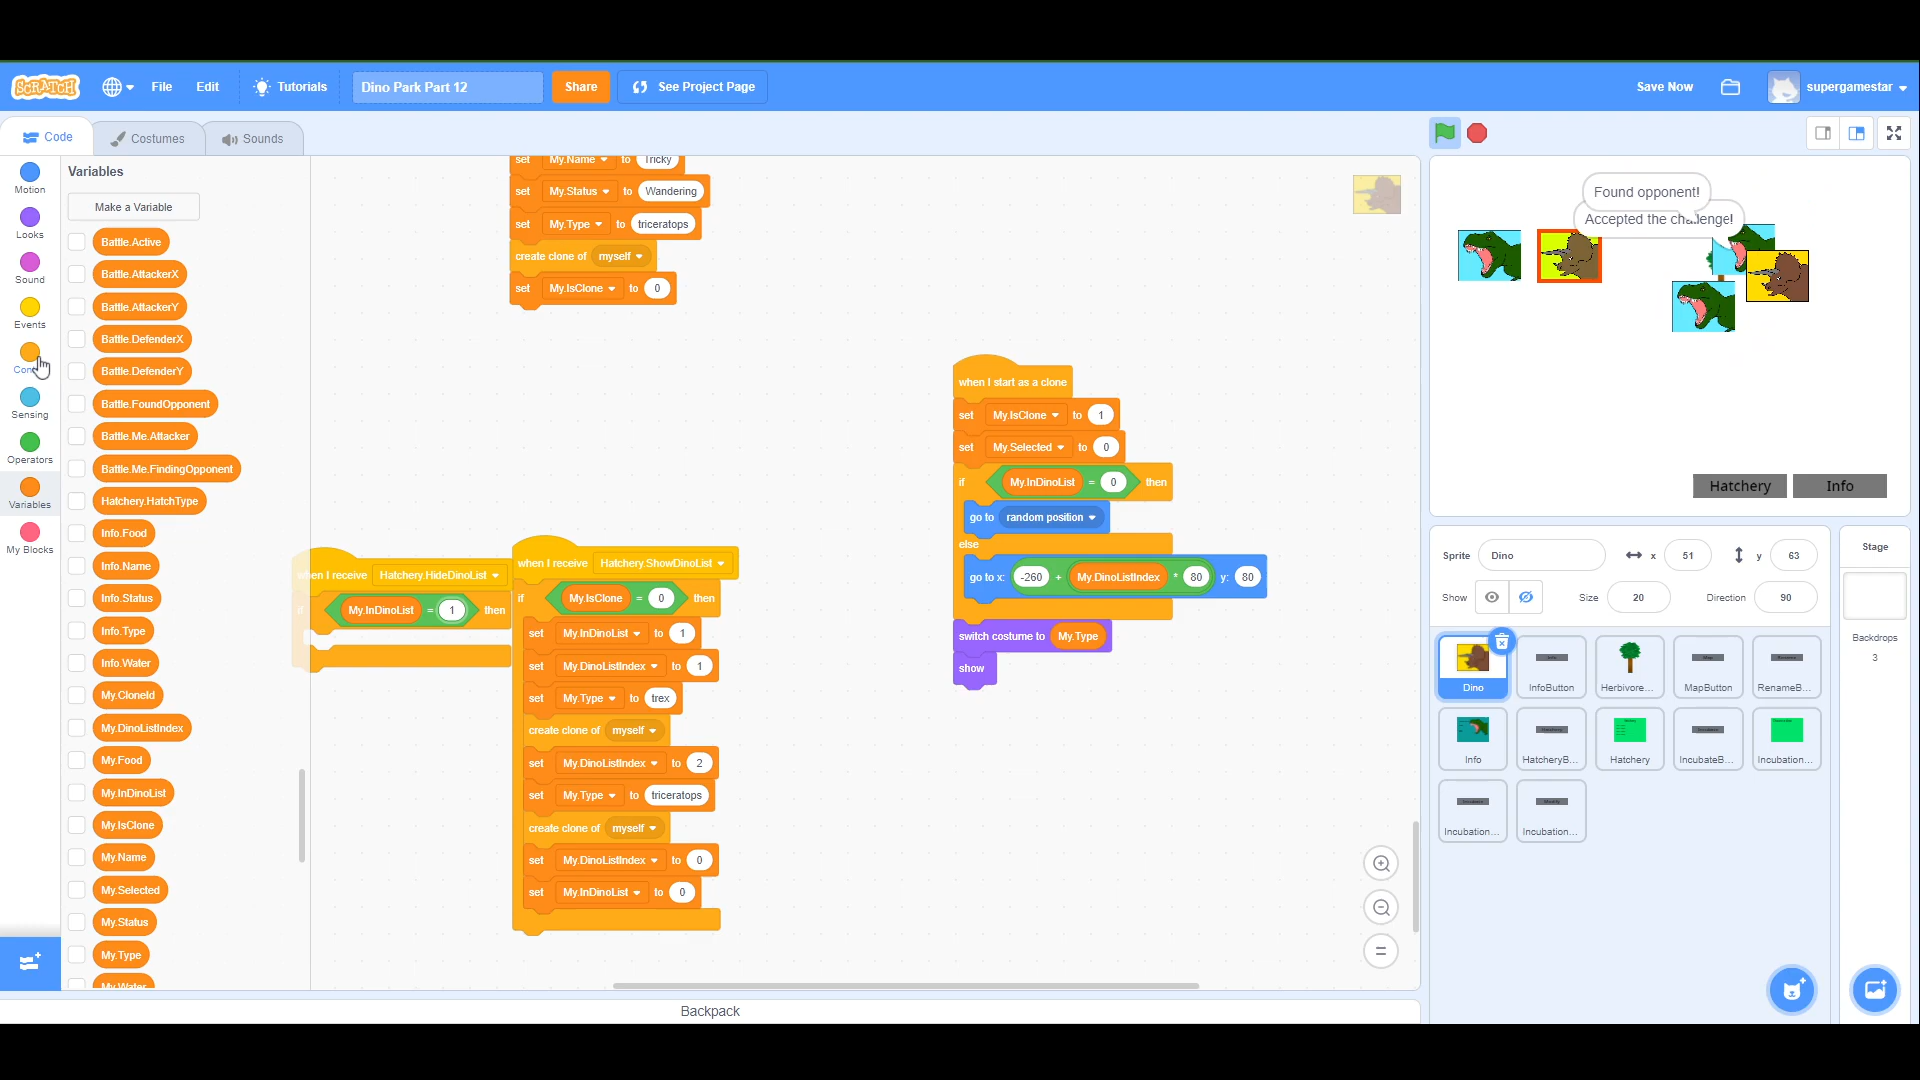 SCRATCH
File
Edit
Tutorials
Dino Park Part 12
Share
See Project Page
Save Now
supergamestar
Code
Costumes
Sounds
Motion
Looks
Sound
Events
Sensing
Operators
Variables
My Blocks
Variables
Make a Variable
Battle.Active
Battle.AttackerX
Battle.AttackerY
Battle.DefenderX
Battle.DefenderY
Battle.FoundOpponent
Battle.Me.Attacker
Battle.Me.FindingOpponent
Hatchery.HatchType
Info.Food
Info.Name
Info.Status
Info.Type
Info.Water
My.CloneId
My.DinoListIndex
My.Food
My.InDinoList
My.IsClone
My.Name
My.Selected
My.Status
My.Type
My.Water
set My.Name to Tricky
set My.Status to Wandering
set My.Type to triceratops
create clone of myself
set My.IsClone to 0
when I receive Hatchery.HideDinoList
if My.InDinoList = 1 then
when I receive Hatchery.ShowDinoList
if My.IsClone = 0 then
set My.InDinoList to 1
set My.DinoListIndex to 1
set My.Type to trex
create clone of myself
set My.DinoListIndex to 2
set My.Type to triceratops
create clone of myself
set My.DinoListIndex to 0
set My.InDinoList to 0
when I start as a clone
set My.IsClone to 1
set My.Selected to 0
if My.InDinoList = 0 then
go to random position
else
go to x: -260 + My.DinoListIndex * 80 y: 80
switch costume to My.Type
show
Backpack
Found opponent!
Accepted the challenge!
Hatchery
Info
Sprite Dino x 51 y 63
Show Size 20 Direction 90
Dino
InfoButton
Herbivore...
MapButton
RenameB...
Info
HatcheryB...
Hatchery
IncubateB...
Incubation...
Incubation...
Incubation...
Stage
Backdrops
3